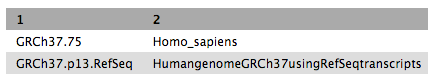 1 2
GRCh37.75 Homo_sapiens
GRCh37.p13.RefSeq HumangenomeGRCh37usingRefSeqtranscripts